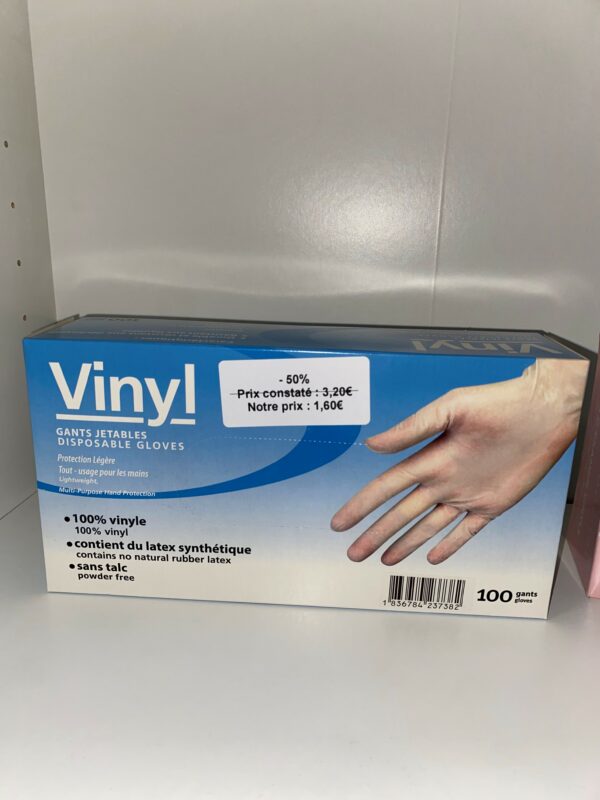 Vinyl
Vinyl
- 50%
Prix constaté : 3,20€
Notre prix : 1,60€
GANTS JETABLES
DISPOSABLE GLOVES
Protection Légère
Tout - usage pour les mains
Lightweight,
Multi-Purpose Hand Protection
• 100% vinyle
100% vinyl
• contient du latex synthétique
contains no natural rubber latex
• sans talc
powder free
1 836784 237382
100 gants
gloves